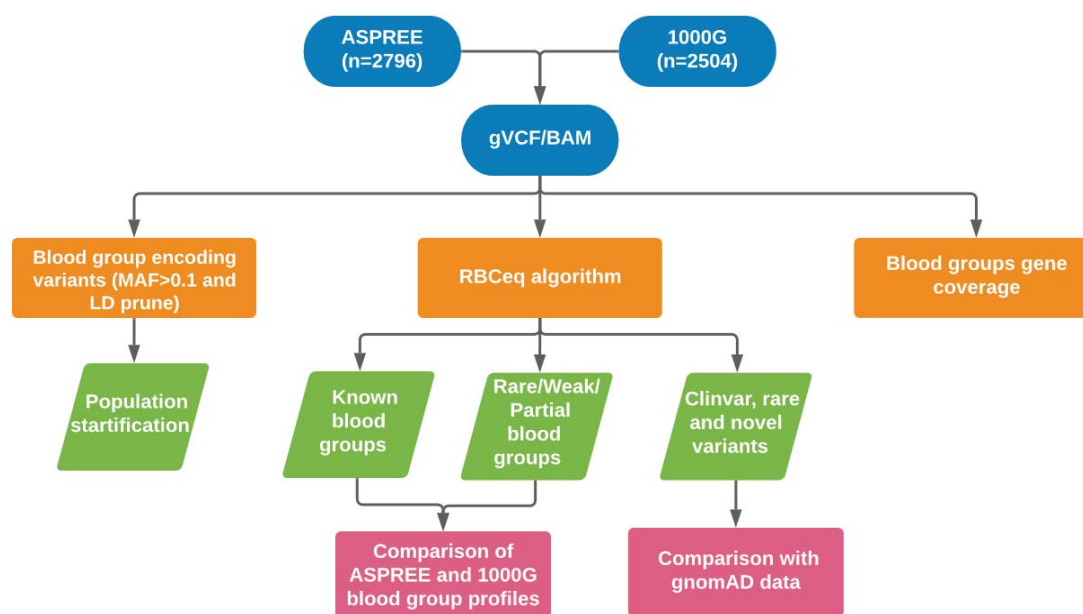 ASPREE
(n=2796)
1000G
(n=2504)
gVCF/BAM
Blood group encoding
variants (MAF>0.1 and
LD prune)
RBCeq algorithm
Blood groups gene
coverage
Population
startification
Known
blood
groups
Rare/Weak/
Partial
blood
groups
Clinvar, rare
and novel
variants
Comparison of
ASPREE and 1000G
blood group profiles
Comparison with
gnomAD data